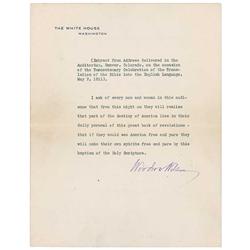 THE WHITE HOUSE
WASHINGTON
(Extract from Address Delivered in the
Auditorium, Denver, Colorado, on the occasion
of the Tercentenary Celebration of the Trans-
lation of the Bible into the English Language,
May 7, 1911)
I ask of every man and woman in this audi-
ence that from this night on they will realize
that part of the destiny of America lies in their
daily perusal of this great book of revelations -
that if they would see America free and pure they
will make their own spirits free and pure by this
baptism of the Holy Scripture.
Woodrow Wilson